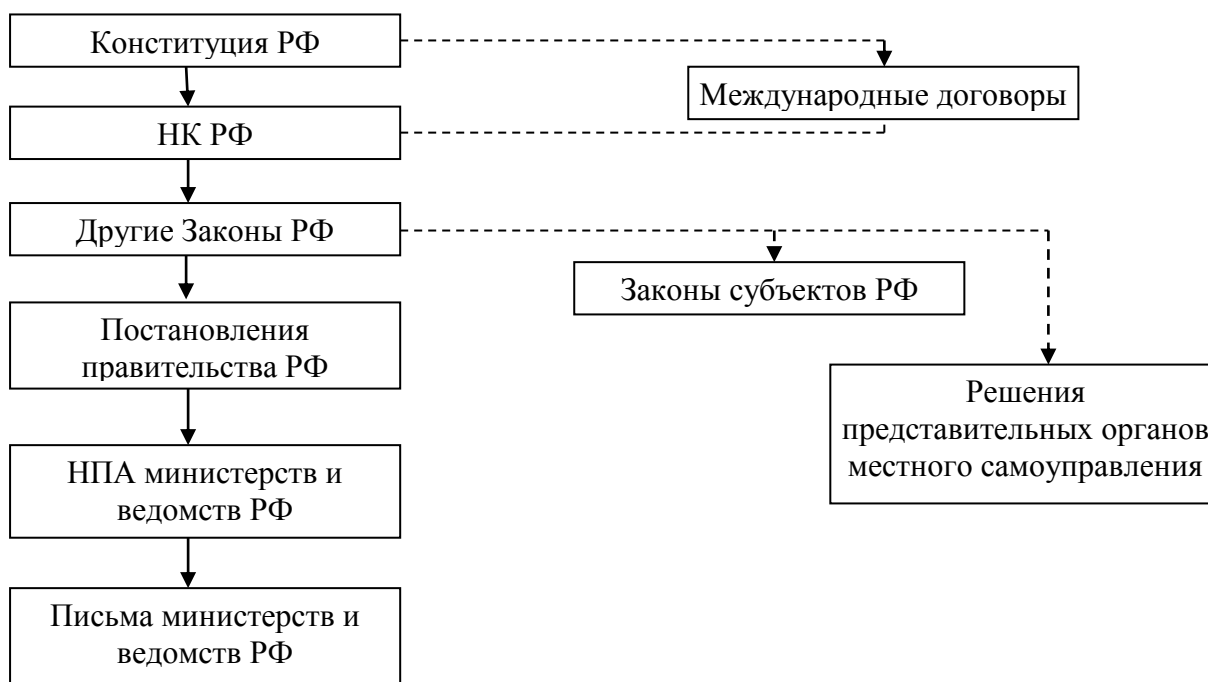 Конституция РФ
Международные договоры
НК РФ
Другие Законы РФ
Законы субъектов РФ
Постановления
правительства РФ
Решения
представительных органов
местного самоуправления
НПА министерств и
ведомств РФ
Письма министерств и
ведомств РФ